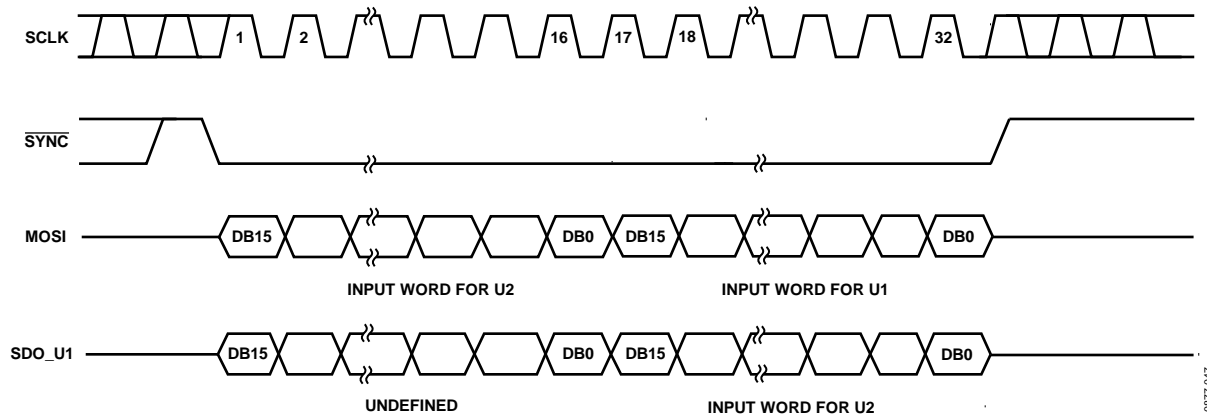 SCLK 1 2 16 17 18 32
SYNC
MOSI DB15 DB0 DB15 DB0
INPUT WORD FOR U2 INPUT WORD FOR U1
SDO_U1 DB15 DB0 DB15 DB0
UNDEFINED INPUT WORD FOR U2